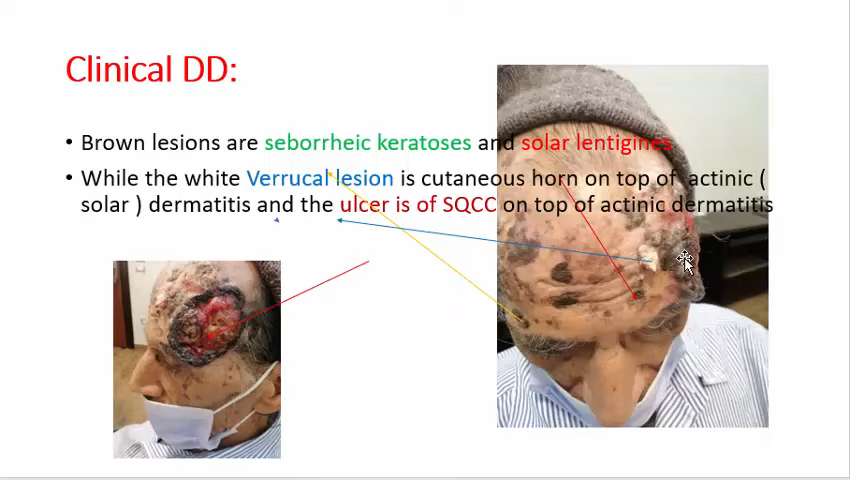 Clinical DD:
• Brown lesions are seborrheic keratoses and solar lentigines
• While the white Verrucal lesion is cutaneous horn on top of actinic (
solar ) dermatitis and the ulcer is of SQCC on top of actinic dermatitis